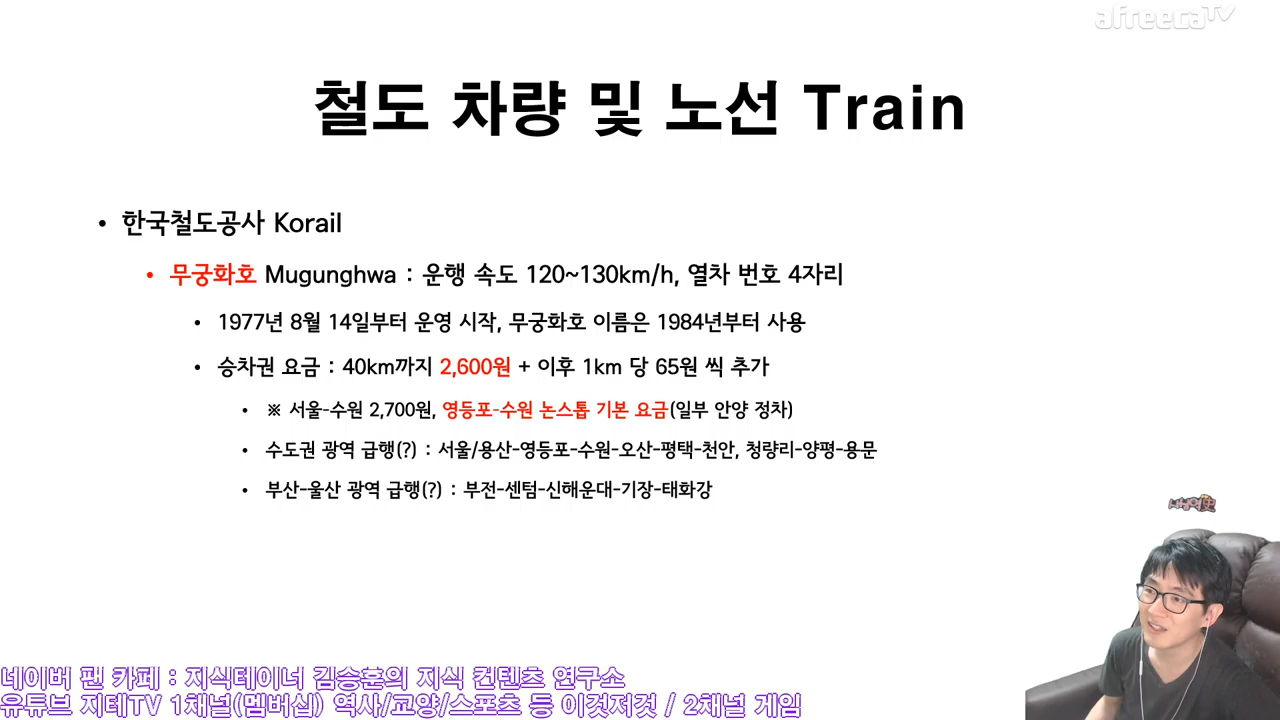 afreecaTV
철도 차량 및 노선 Train
• 한국철도공사 Korail
• 무궁화호 Mugunghwa : 운행 속도 120~130km/h, 열차 번호 4자리
• 1977년 8월 14일부터 운영 시작, 무궁화호 이름은 1984년부터 사용
• 승차권 요금 : 40km까지 2,600원 + 이후 1km 당 65원 씩 추가
• ※ 서울-수원 2,700원, 영등포-수원 논스톱 기본 요금(일부 안양 정차)
• 수도권 광역 급행(?) : 서울/용산-영등포-수원-오산-평택-천안, 청량리-양평-용문
• 부산-울산 광역 급행(?) : 부전-센텀-신해운대-기장-태화강
네이버 팬 카페 : 지식테이너 김승훈의 지식 컨텐츠 연구소
유튜브 지테TV 1채널(멤버십) 역사/교양/스포츠 등 이것저것 / 2채널 게임